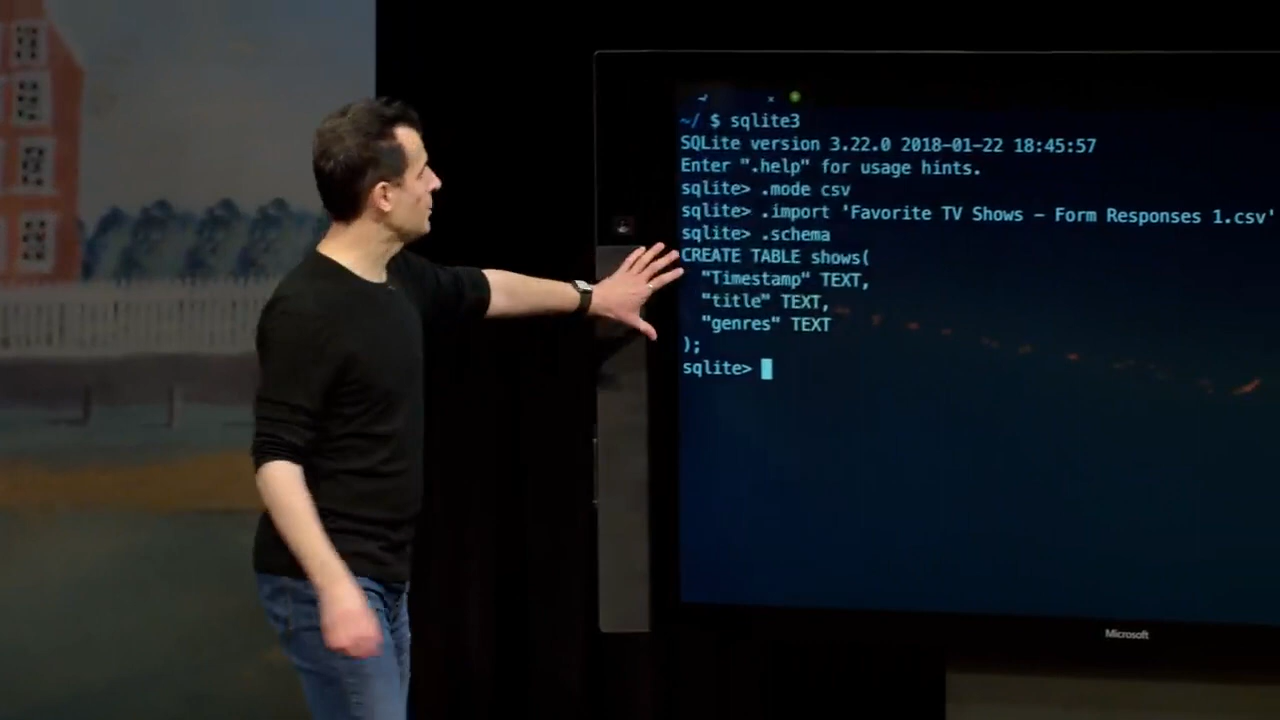 ~/ $ sqlite3
SQLite version 3.22.0 2018-01-22 18:45:57
Enter ".help" for usage hints.
sqlite> .mode csv
sqlite> .import 'Favorite TV Shows - Form Responses 1.csv'
sqlite> .schema
CREATE TABLE shows(
"Timestamp" TEXT,
"title" TEXT,
"genres" TEXT
);
sqlite>
Microsoft